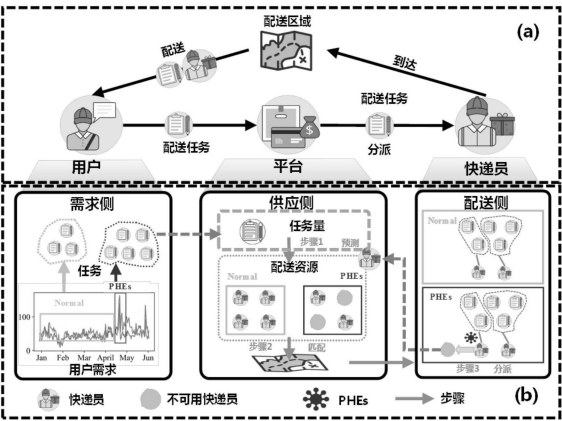 配送区域
(a)
配送
到达
配送任务
配送任务
分派
用户
平台
快递员
需求侧
供应侧
配送侧
任务
PHEs
Normal
100
0
Jan Feb March April May Jun
用户需求
任务量
步骤1
预测
配送资源
Normal
PHEs
步骤2
匹配
Normal
PHEs
步骤3
分派
(b)
快递员
不可用快递员
PHEs
步骤